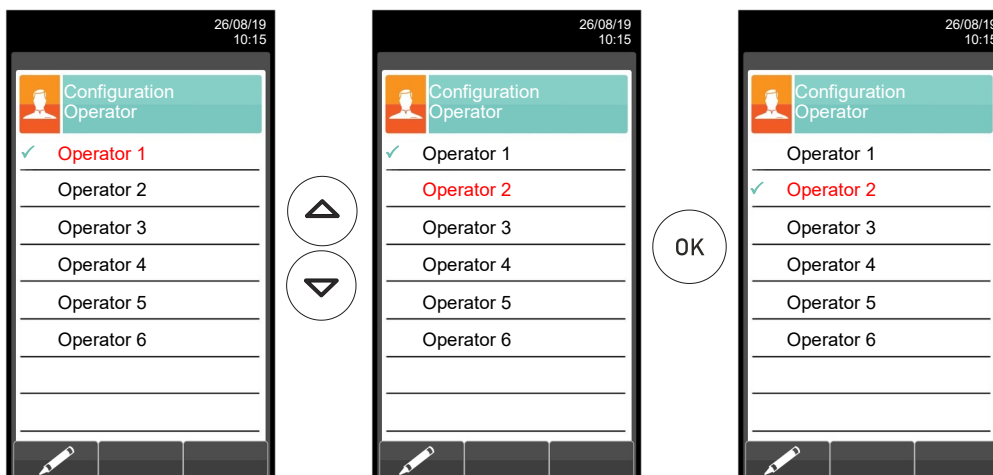 26/08/19
10:15
Configuration
Operator
Operator 1
Operator 2
Operator 3
Operator 4
Operator 5
Operator 6
26/08/19
10:15
Configuration
Operator
Operator 1
Operator 2
Operator 3
Operator 4
Operator 5
Operator 6
OK
26/08/19
10:15
Configuration
Operator
Operator 1
Operator 2
Operator 3
Operator 4
Operator 5
Operator 6